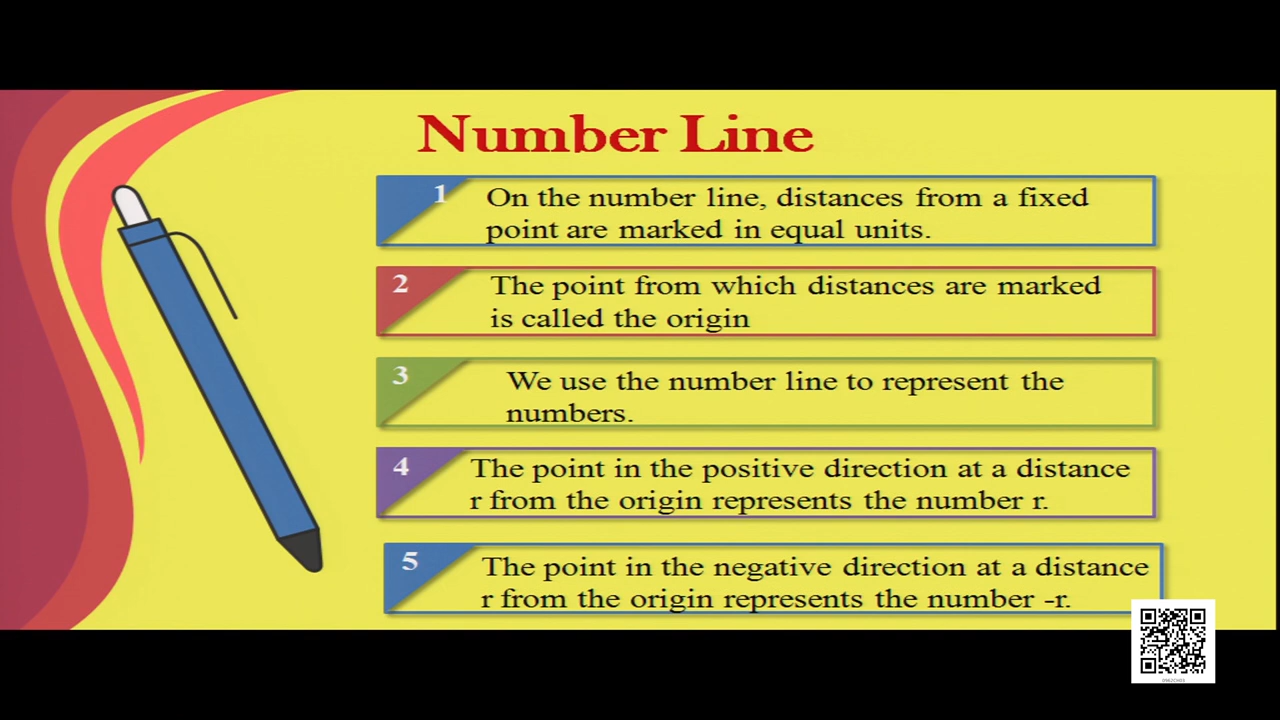 Number Line
1
On the number line, distances from a fixed
point are marked in equal units.
2
The point from which distances are marked
is called the origin
3
We use the number line to represent the
numbers.
4
The point in the positive direction at a distance
r from the origin represents the number r.
5
The point in the negative direction at a distance
r from the origin represents the number -r.